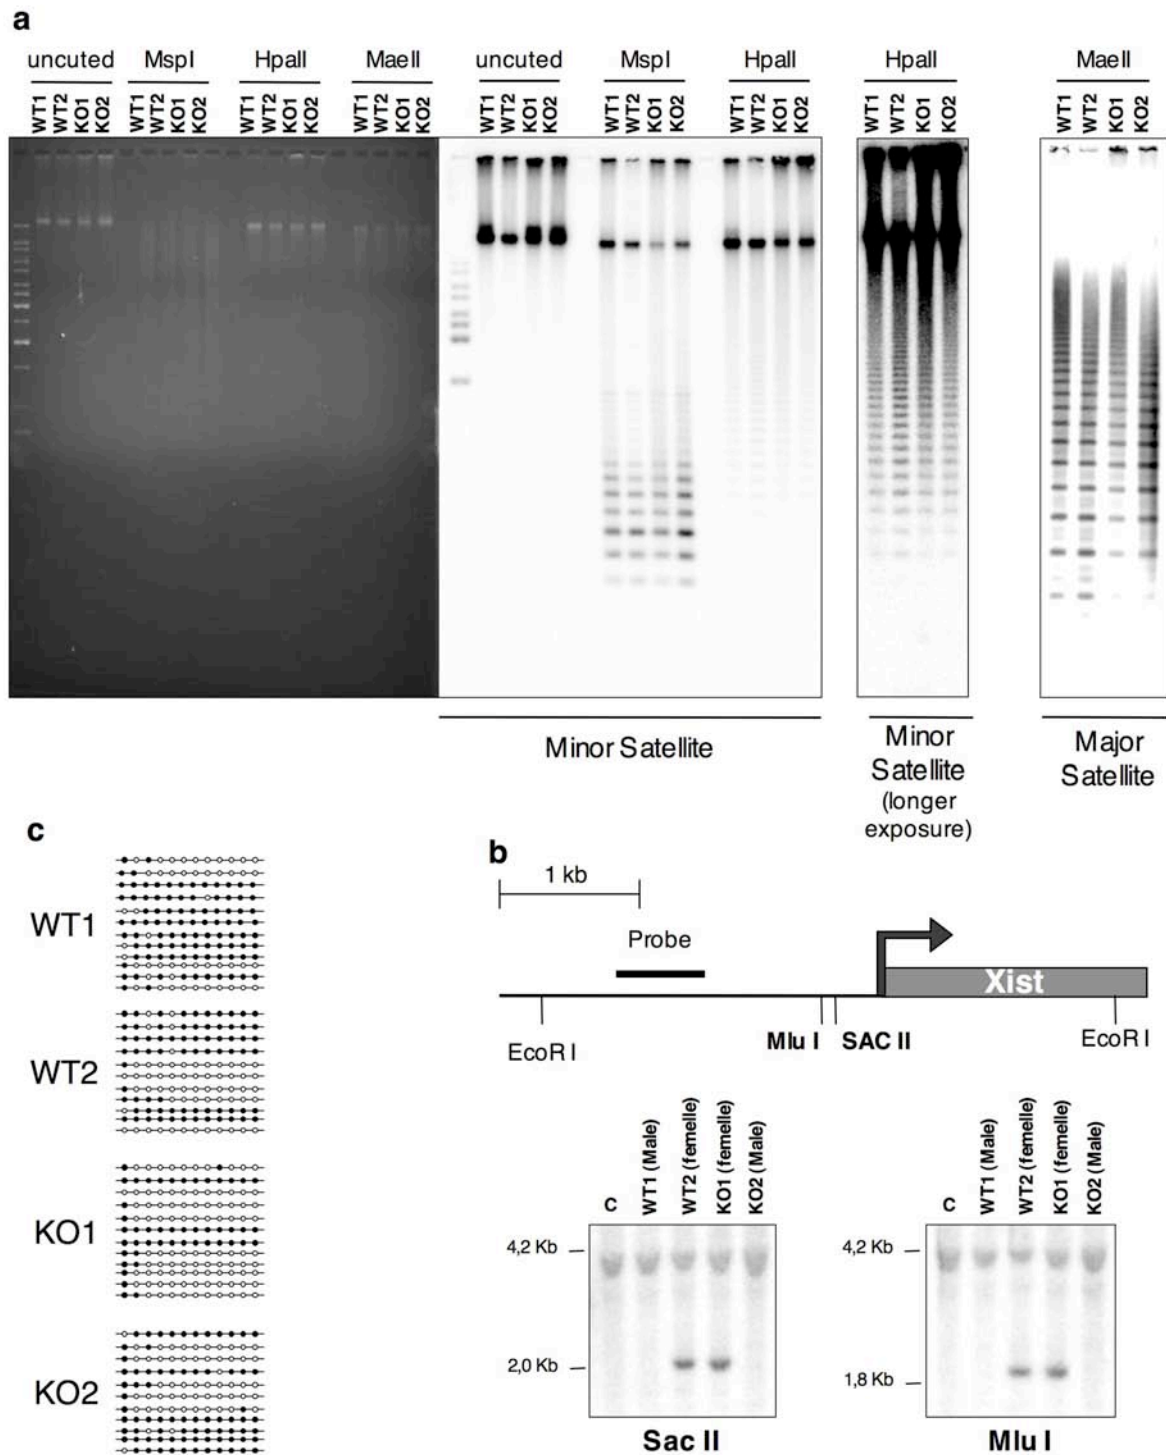 a
uncuted MspI HpaII MaeII uncuted MspI HpaII HpaII MaeII
WT1 WT2 KO1 KO2 WT1 WT2 KO1 KO2 WT1 WT2 KO1 KO2 WT1 WT2 KO1 KO2 WT1 WT2 KO1 KO2 WT1 WT2 KO1 KO2 WT1 WT2 KO1 KO2 WT1 WT2 KO1 KO2 WT1 WT2 KO1 KO2
Minor Satellite
Minor
Satellite
(longer
exposure)
Major
Satellite
c
WT1
WT2
KO1
KO2
b
1 kb
Probe
Xist
EcoR I
Mlu I
SAC II
EcoR I
C WT1 (Male) WT2 (femelle) KO1 (femelle) KO2 (Male)
4,2 Kb
2,0 Kb
Sac II
C WT1 (Male) WT2 (femelle) KO1 (femelle) KO2 (Male)
4,2 Kb
1,8 Kb
Mlu I